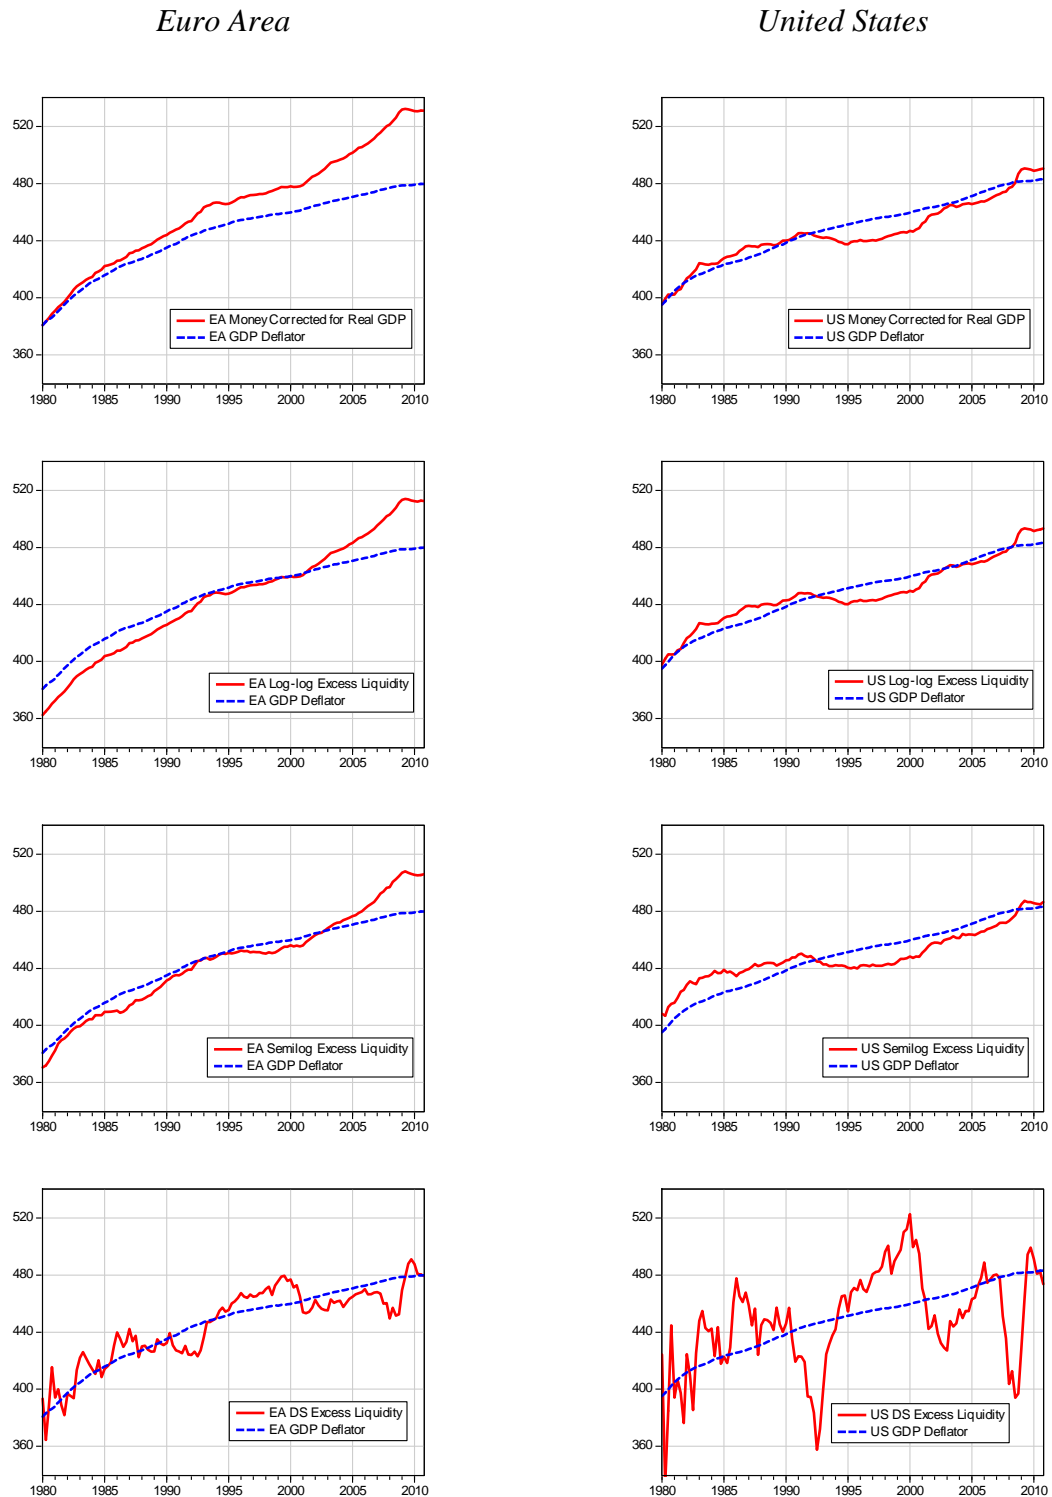 Euro Area
United States
520
480
440
400
360
EA Money Corrected for Real GDP
EA GDP Deflator
1980 1985 1990 1995 2000 2005 2010
520
480
440
400
360
US Money Corrected for Real GDP
US GDP Deflator
1980 1985 1990 1995 2000 2005 2010
520
480
440
400
360
EA Log-log Excess Liquidity
EA GDP Deflator
1980 1985 1990 1995 2000 2005 2010
520
480
440
400
360
US Log-log Excess Liquidity
US GDP Deflator
1980 1985 1990 1995 2000 2005 2010
520
480
440
400
360
EA Semilog Excess Liquidity
EA GDP Deflator
1980 1985 1990 1995 2000 2005 2010
520
480
440
400
360
US Semilog Excess Liquidity
US GDP Deflator
1980 1985 1990 1995 2000 2005 2010
520
480
440
400
360
EA DS Excess Liquidity
EA GDP Deflator
1980 1985 1990 1995 2000 2005 2010
520
480
440
400
360
US DS Excess Liquidity
US GDP Deflator
1980 1985 1990 1995 2000 2005 2010